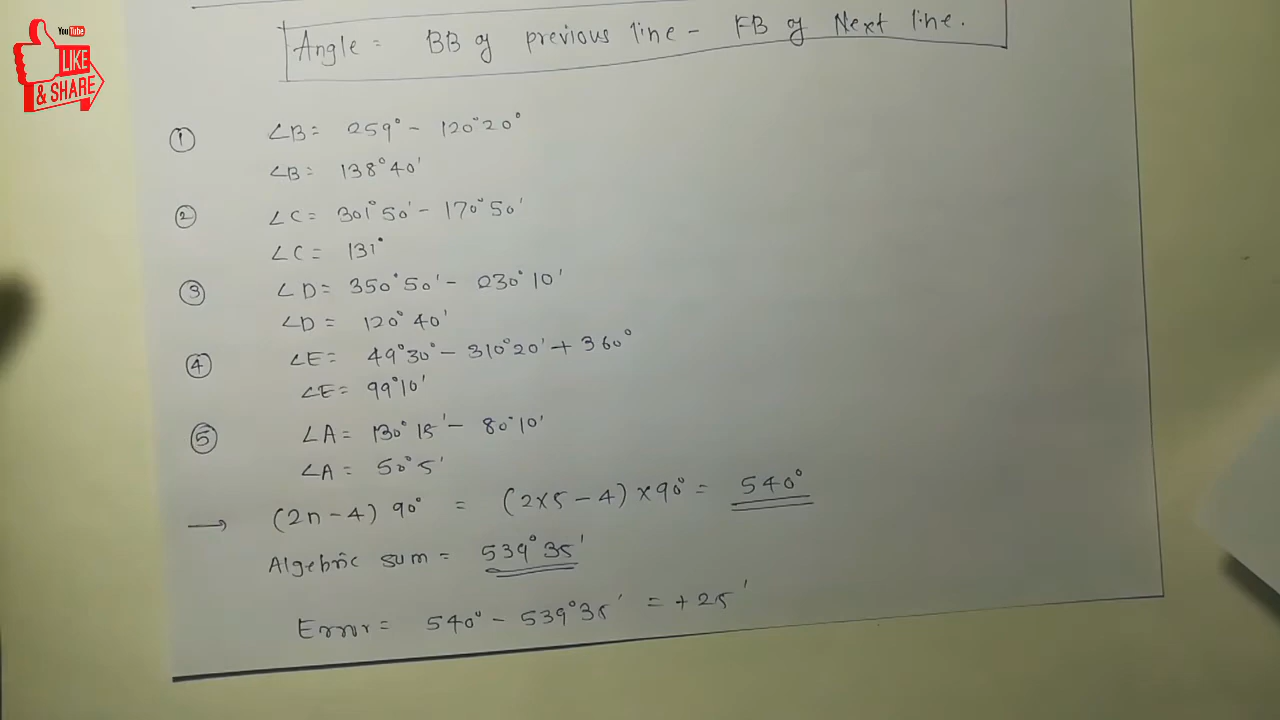 YouTube
LIKE
& SHARE
Angle = BB of previous line - FB of Next line.
① ∠B = 259° - 120°20°
∠B = 138°40'
② ∠C = 301°50' - 170°50'
∠C = 131°
③ ∠D = 350°50' - 230°10'
∠D = 120°40'
④ ∠E = 49°30° - 310°20' + 360°
∠E = 99°10'
⑤ ∠A = 130°15' - 80°10'
∠A = 50°5'
→ (2n-4) 90° = (2x5-4) x 90° = 540°
Algebric sum = 539°35'
Error = 540° - 539°35' = +25'